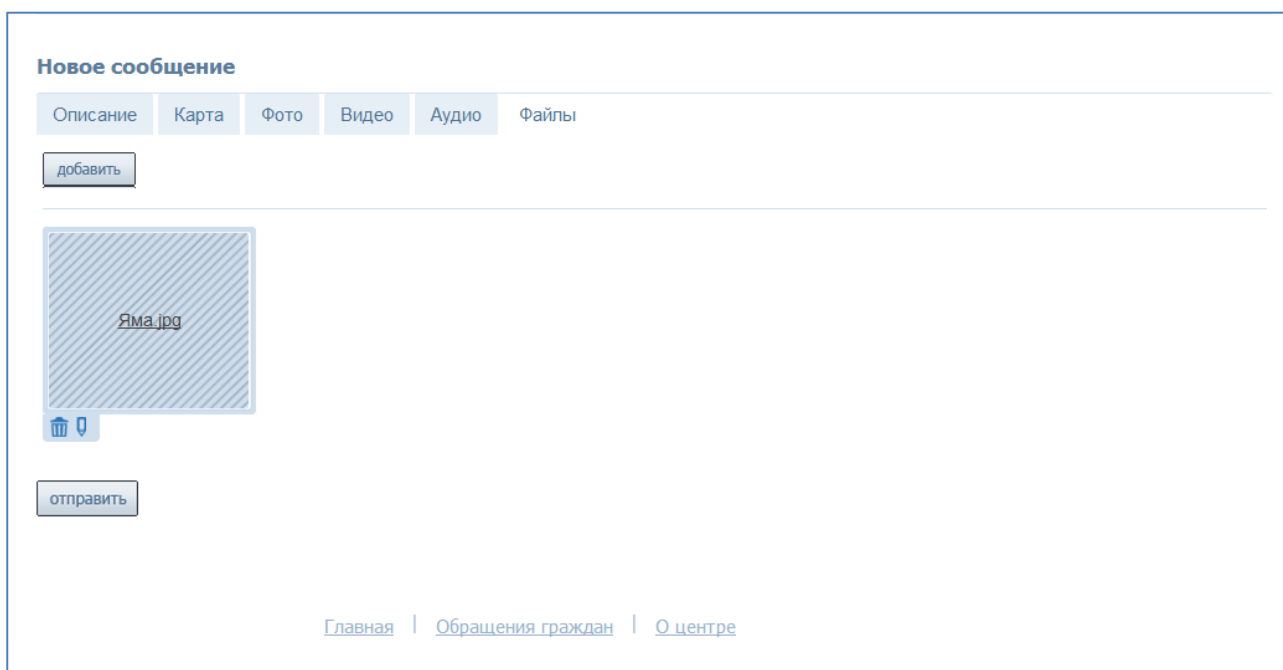 Новое сообщение
Описание Карта Фото Видео Аудио Файлы
добавить
Яма.jpg
отправить
Главная | Обращения граждан | О центре